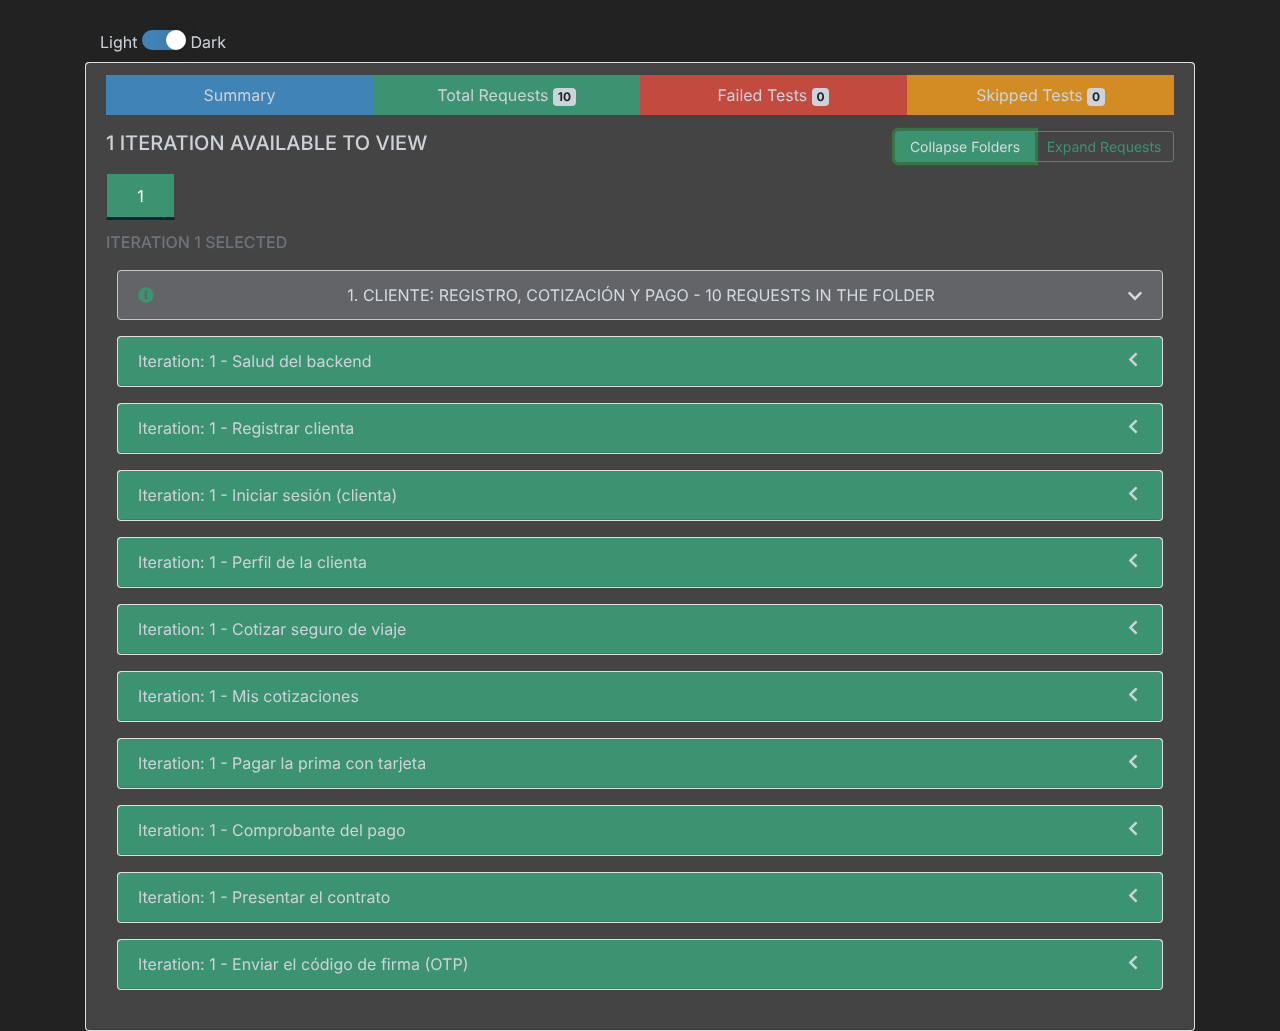 Light Dark
Summary
Total Requests 10
Failed Tests 0
Skipped Tests 0
1 ITERATION AVAILABLE TO VIEW
Collapse Folders
Expand Requests
1
ITERATION 1 SELECTED
1. CLIENTE: REGISTRO, COTIZACIÓN Y PAGO - 10 REQUESTS IN THE FOLDER
Iteration: 1 - Salud del backend
Iteration: 1 - Registrar clienta
Iteration: 1 - Iniciar sesión (clienta)
Iteration: 1 - Perfil de la clienta
Iteration: 1 - Cotizar seguro de viaje
Iteration: 1 - Mis cotizaciones
Iteration: 1 - Pagar la prima con tarjeta
Iteration: 1 - Comprobante del pago
Iteration: 1 - Presentar el contrato
Iteration: 1 - Enviar el código de firma (OTP)